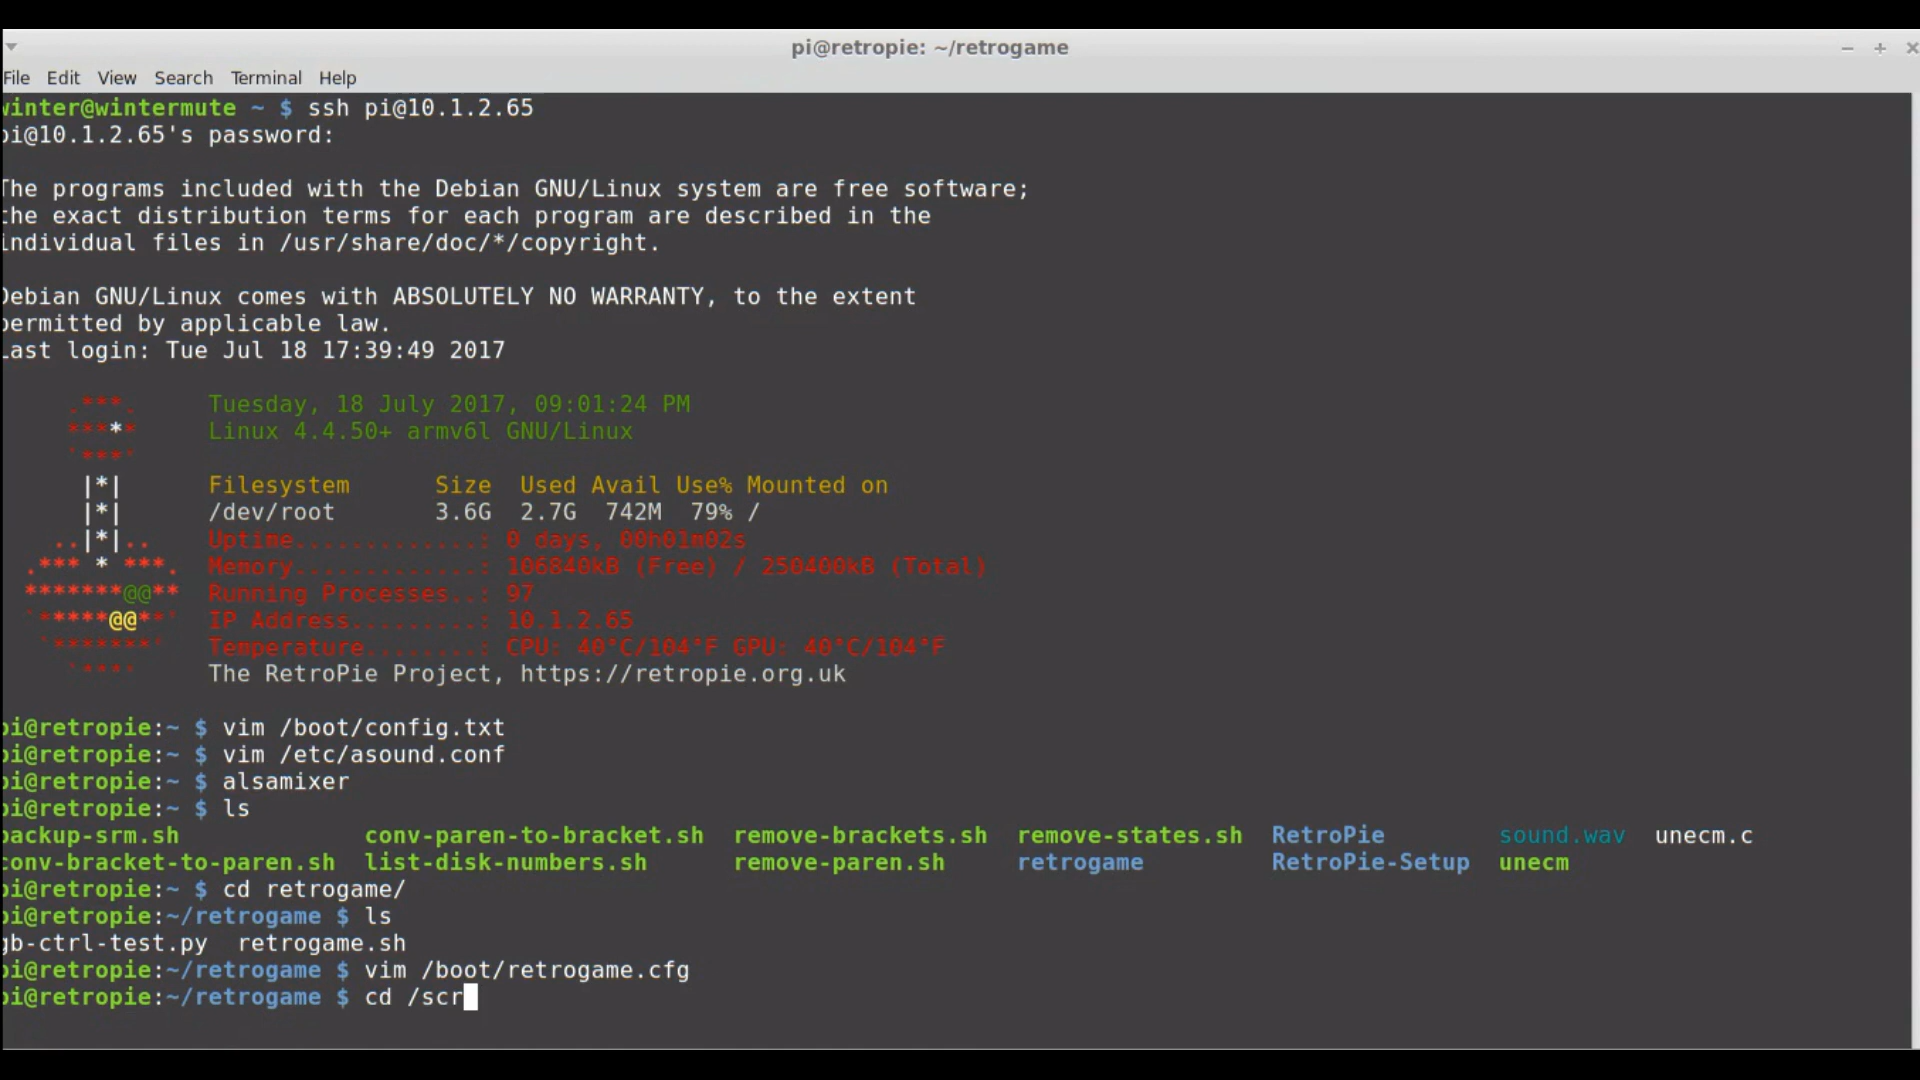 pi@retropie: ~/retrogame
File Edit View Search Terminal Help
winter@wintermute ~ $ ssh pi@10.1.2.65
pi@10.1.2.65's password:
The programs included with the Debian GNU/Linux system are free software;
the exact distribution terms for each program are described in the
individual files in /usr/share/doc/*/copyright.
Debian GNU/Linux comes with ABSOLUTELY NO WARRANTY, to the extent
permitted by applicable law.
Last login: Tue Jul 18 17:39:49 2017
Tuesday, 18 July 2017, 09:01:24 PM
Linux 4.4.50+ armv6l GNU/Linux
Filesystem Size Used Avail Use% Mounted on
/dev/root 3.6G 2.7G 742M 79% /
Uptime.............: 0 days, 00h01m02s
Memory.............: 106840kB (Free) / 250400kB (Total)
Running Processes..: 97
IP Address.........: 10.1.2.65
Temperature........: CPU: 40°C/104°F GPU: 40°C/104°F
The RetroPie Project, https://retropie.org.uk
pi@retropie:~ $ vim /boot/config.txt
pi@retropie:~ $ vim /etc/asound.conf
pi@retropie:~ $ alsamixer
pi@retropie:~ $ ls
backup-srm.sh conv-paren-to-bracket.sh remove-brackets.sh remove-states.sh RetroPie sound.wav unecm.c
conv-bracket-to-paren.sh list-disk-numbers.sh remove-paren.sh retrogame RetroPie-Setup unecm
pi@retropie:~ $ cd retrogame/
pi@retropie:~/retrogame $ ls
gb-ctrl-test.py retrogame.sh
pi@retropie:~/retrogame $ vim /boot/retrogame.cfg
pi@retropie:~/retrogame $ cd /scr